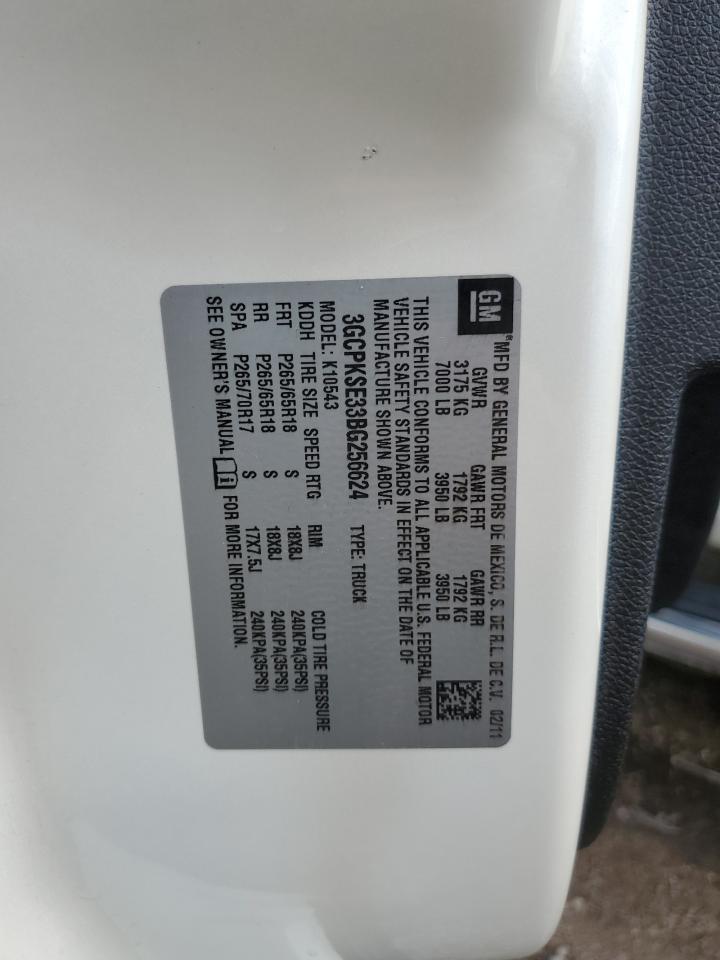 GM
® MFD BY GENERAL MOTORS DE MEXICO, S. DE R.L. DE C.V. 02/11
GVWR GAWR FRT GAWR RR
3175 KG 1792 KG 1792 KG
7000 LB 3950 LB 3950 LB
THIS VEHICLE CONFORMS TO ALL APPLICABLE U.S. FEDERAL MOTOR
VEHICLE SAFETY STANDARDS IN EFFECT ON THE DATE OF
MANUFACTURE SHOWN ABOVE.
3GCPKSE33BG256624 TYPE: TRUCK
MODEL: K10543
KDDH TIRE SIZE SPEED RTG RIM COLD TIRE PRESSURE
FRT P265/65R18 S 18X8J 240KPA(35PSI)
RR P265/65R18 S 18X8J 240KPA(35PSI)
SPA P265/70R17 S 17X7.5J 240KPA(35PSI)
SEE OWNER'S MANUAL i FOR MORE INFORMATION.